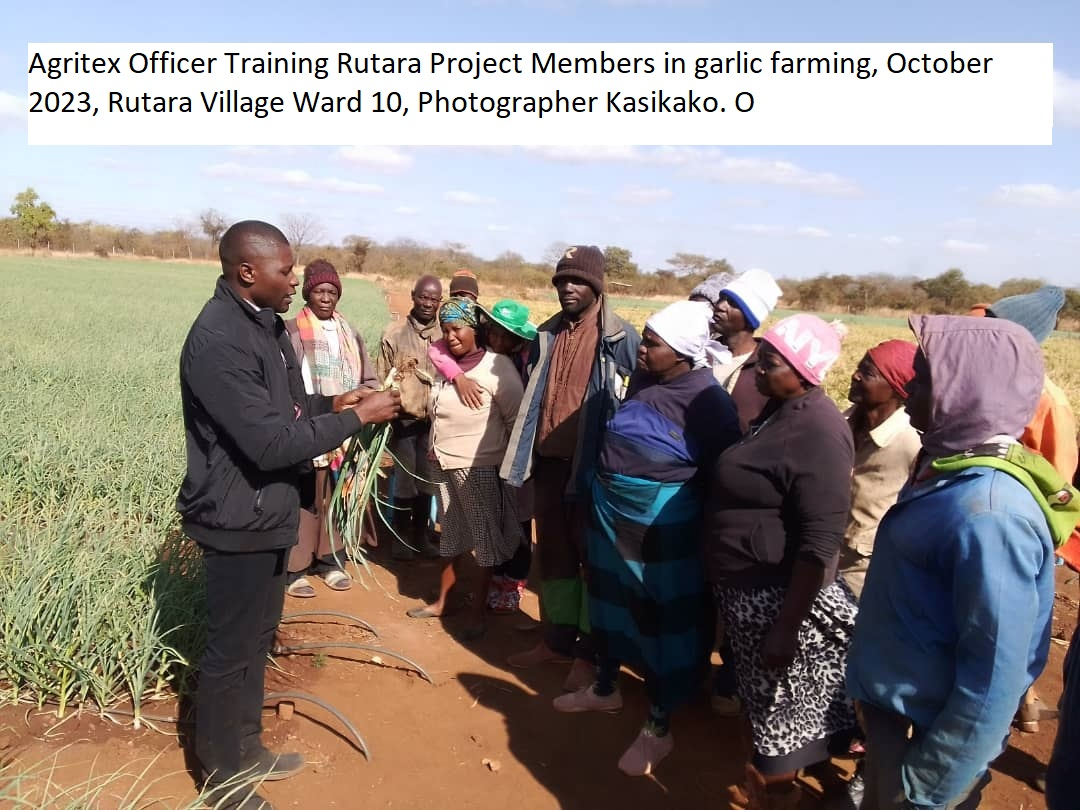 Agritex Officer Training Rutara Project Members in garlic farming, October
2023, Rutara Village Ward 10, Photographer Kasikako. O